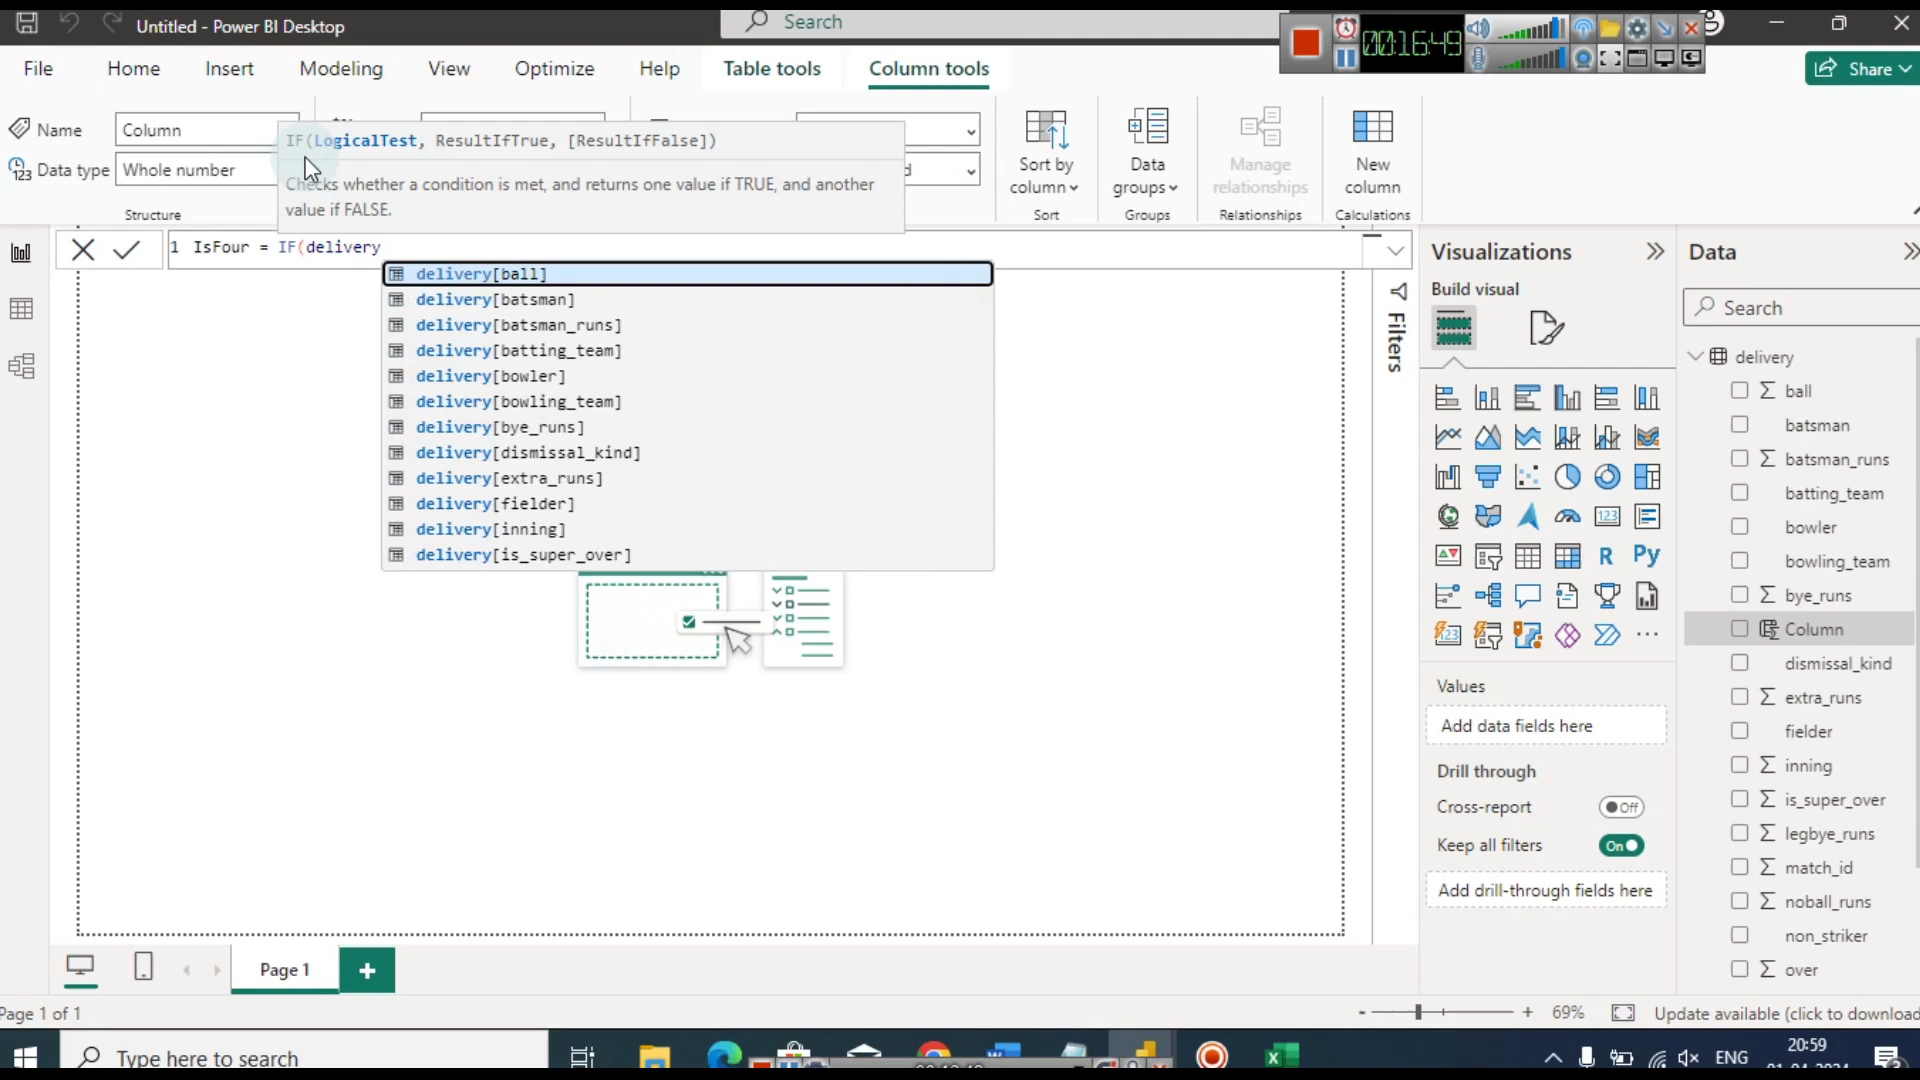 Untitled - Power BI Desktop
Search
00:16:49
File
Home
Insert
Modeling
View
Optimize
Help
Table tools
Column tools
Share
Name
Column
Data type
Whole number
Structure
IF(LogicalTest, ResultIfTrue, [ResultIfFalse])
Checks whether a condition is met, and returns one value if TRUE, and another
value if FALSE.
Sort by
column
Sort
Data
groups
Groups
Manage
relationships
Relationships
New
column
Calculations
1 IsFour = IF(delivery
delivery[ball]
delivery[batsman]
delivery[batsman_runs]
delivery[batting_team]
delivery[bowler]
delivery[bowling_team]
delivery[bye_runs]
delivery[dismissal_kind]
delivery[extra_runs]
delivery[fielder]
delivery[inning]
delivery[is_super_over]
Filters
Visualizations
Build visual
123
R
Py
123
Values
Add data fields here
Drill through
Cross-report
Off
Keep all filters
On
Add drill-through fields here
Data
Search
delivery
ball
batsman
batsman_runs
batting_team
bowler
bowling_team
bye_runs
Column
dismissal_kind
extra_runs
fielder
inning
is_super_over
legbye_runs
match_id
noball_runs
non_striker
over
Page 1
Page 1 of 1
69%
Update available (click to download
Type here to search
ENG
20:59